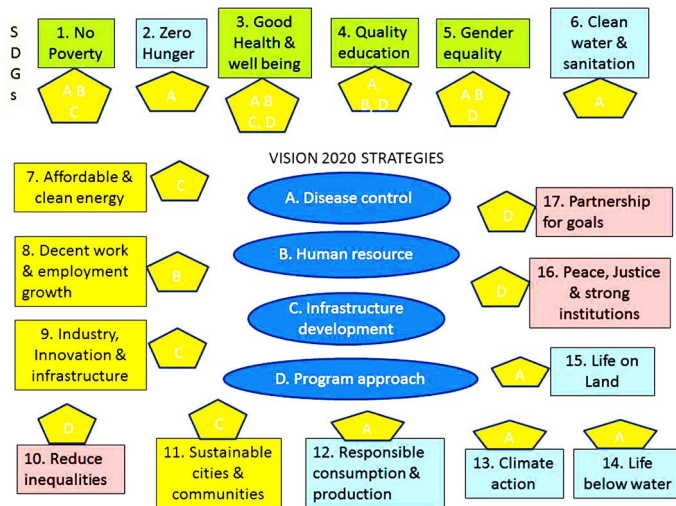 S
D
G
s
1. No
Poverty
2. Zero
Hunger
3. Good
Health &
well being
4. Quality
education
5. Gender
equality
6. Clean
water &
sanitation
A B
C
A
A B
C, D
A,
B, D
A B
D
A
VISION 2020 STRATEGIES
7. Affordable &
clean energy
C
A. Disease control
D
17. Partnership
for goals
8. Decent work
& employment
growth
B
B. Human resource
D
16. Peace, Justice
& strong
institutions
9. Industry,
Innovation &
infrastructure
C
C. Infrastructure
development
D. Program approach
A
15. Life on
Land
D
10. Reduce
inequalities
C
11. Sustainable
cities &
communities
A
12. Responsible
consumption &
production
A
13. Climate
action
A
14. Life
below water